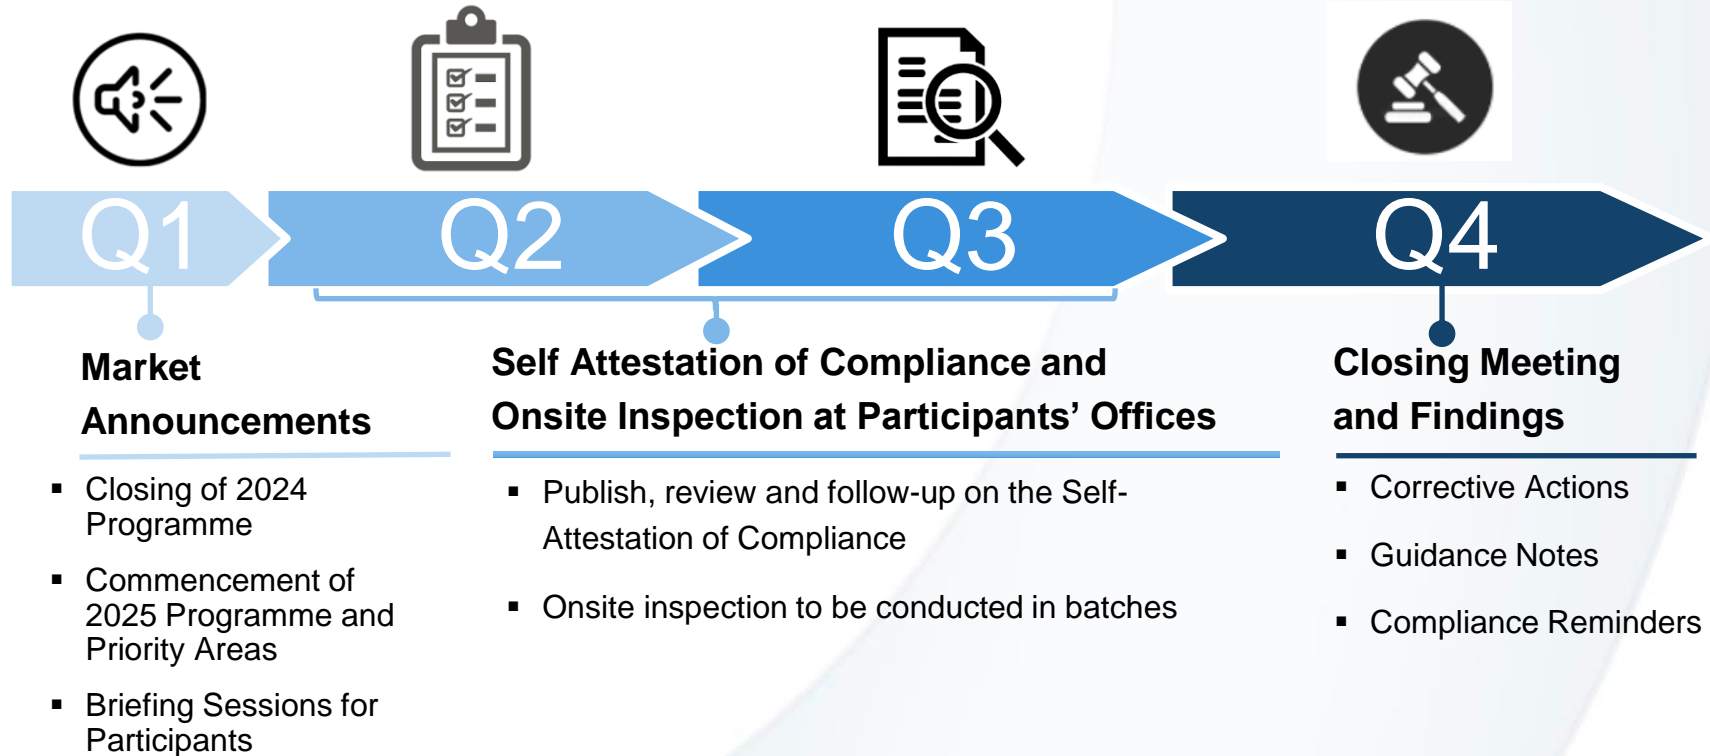 Q1
Q2
Q3
Q4
Market
Announcements
▪ Closing of 2024
Programme
▪ Commencement of
2025 Programme and
Priority Areas
▪ Briefing Sessions for
Participants
Self Attestation of Compliance and
Onsite Inspection at Participants’ Offices
▪ Publish, review and follow-up on the Self-
Attestation of Compliance
▪ Onsite inspection to be conducted in batches
Closing Meeting
and Findings
▪ Corrective Actions
▪ Guidance Notes
▪ Compliance Reminders